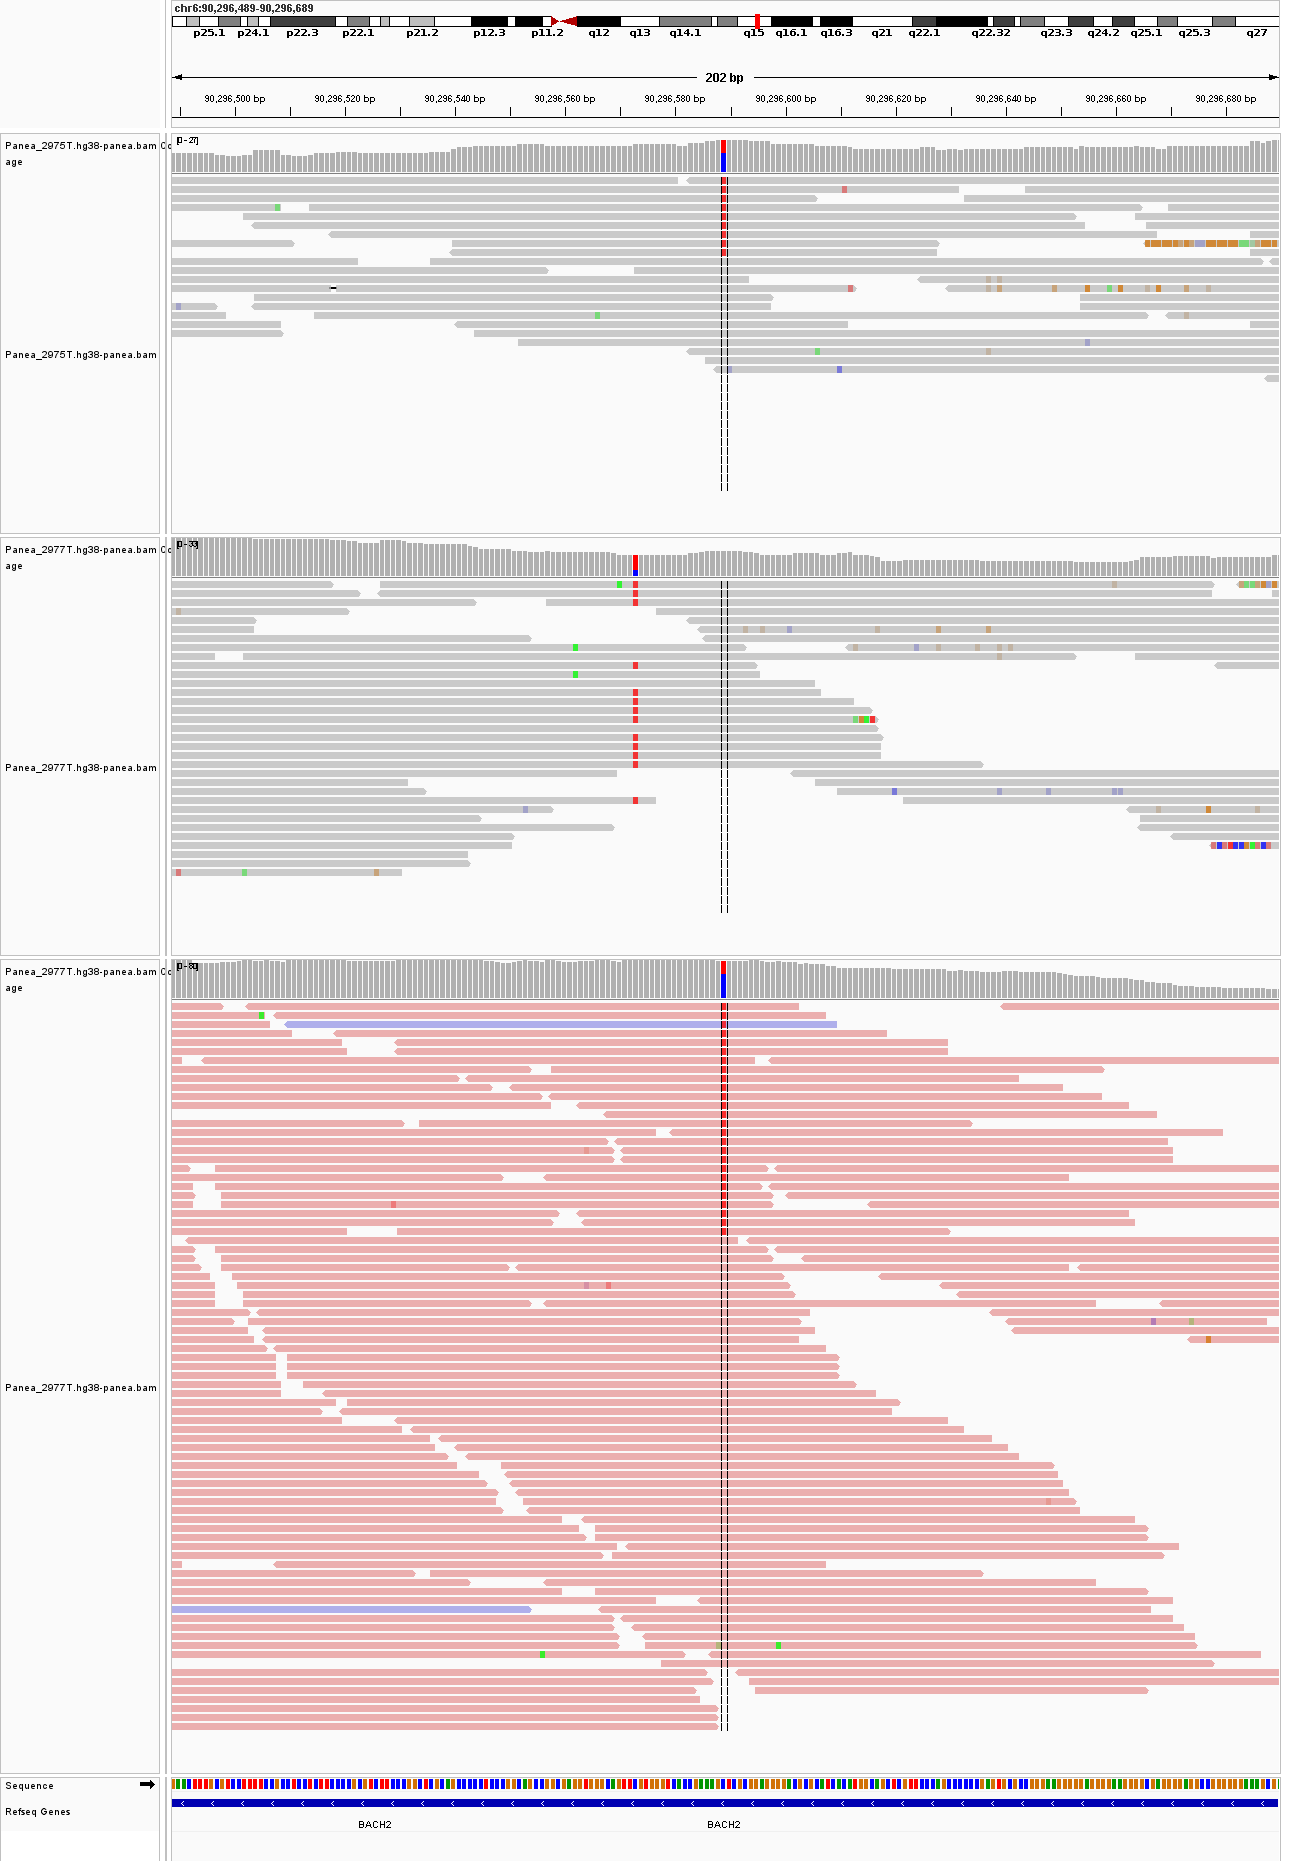 chr6:90,296,489-90,296,689
p25.1 p24.1 p22.3 p22.1 p21.2 p12.3 p11.2 q12 q13 q14.1 q15 q16.1 q16.3 q21 q22.1 q22.32 q23.3 q24.2 q25.1 q25.3 q27
202 bp
90,296,500 bp 90,296,520 bp 90,296,540 bp 90,296,560 bp 90,296,580 bp 90,296,600 bp 90,296,620 bp 90,296,640 bp 90,296,660 bp 90,296,680 bp
Panea_2975T.hg38-panea.bam Co
age
[0-27]
Panea_2975T.hg38-panea.bam
Panea_2977T.hg38-panea.bam Co
age
[0-33]
Panea_2977T.hg38-panea.bam
Panea_2977T.hg38-panea.bam Co
age
[0-80]
Panea_2977T.hg38-panea.bam
Sequence
Refseq Genes
BACH2 BACH2